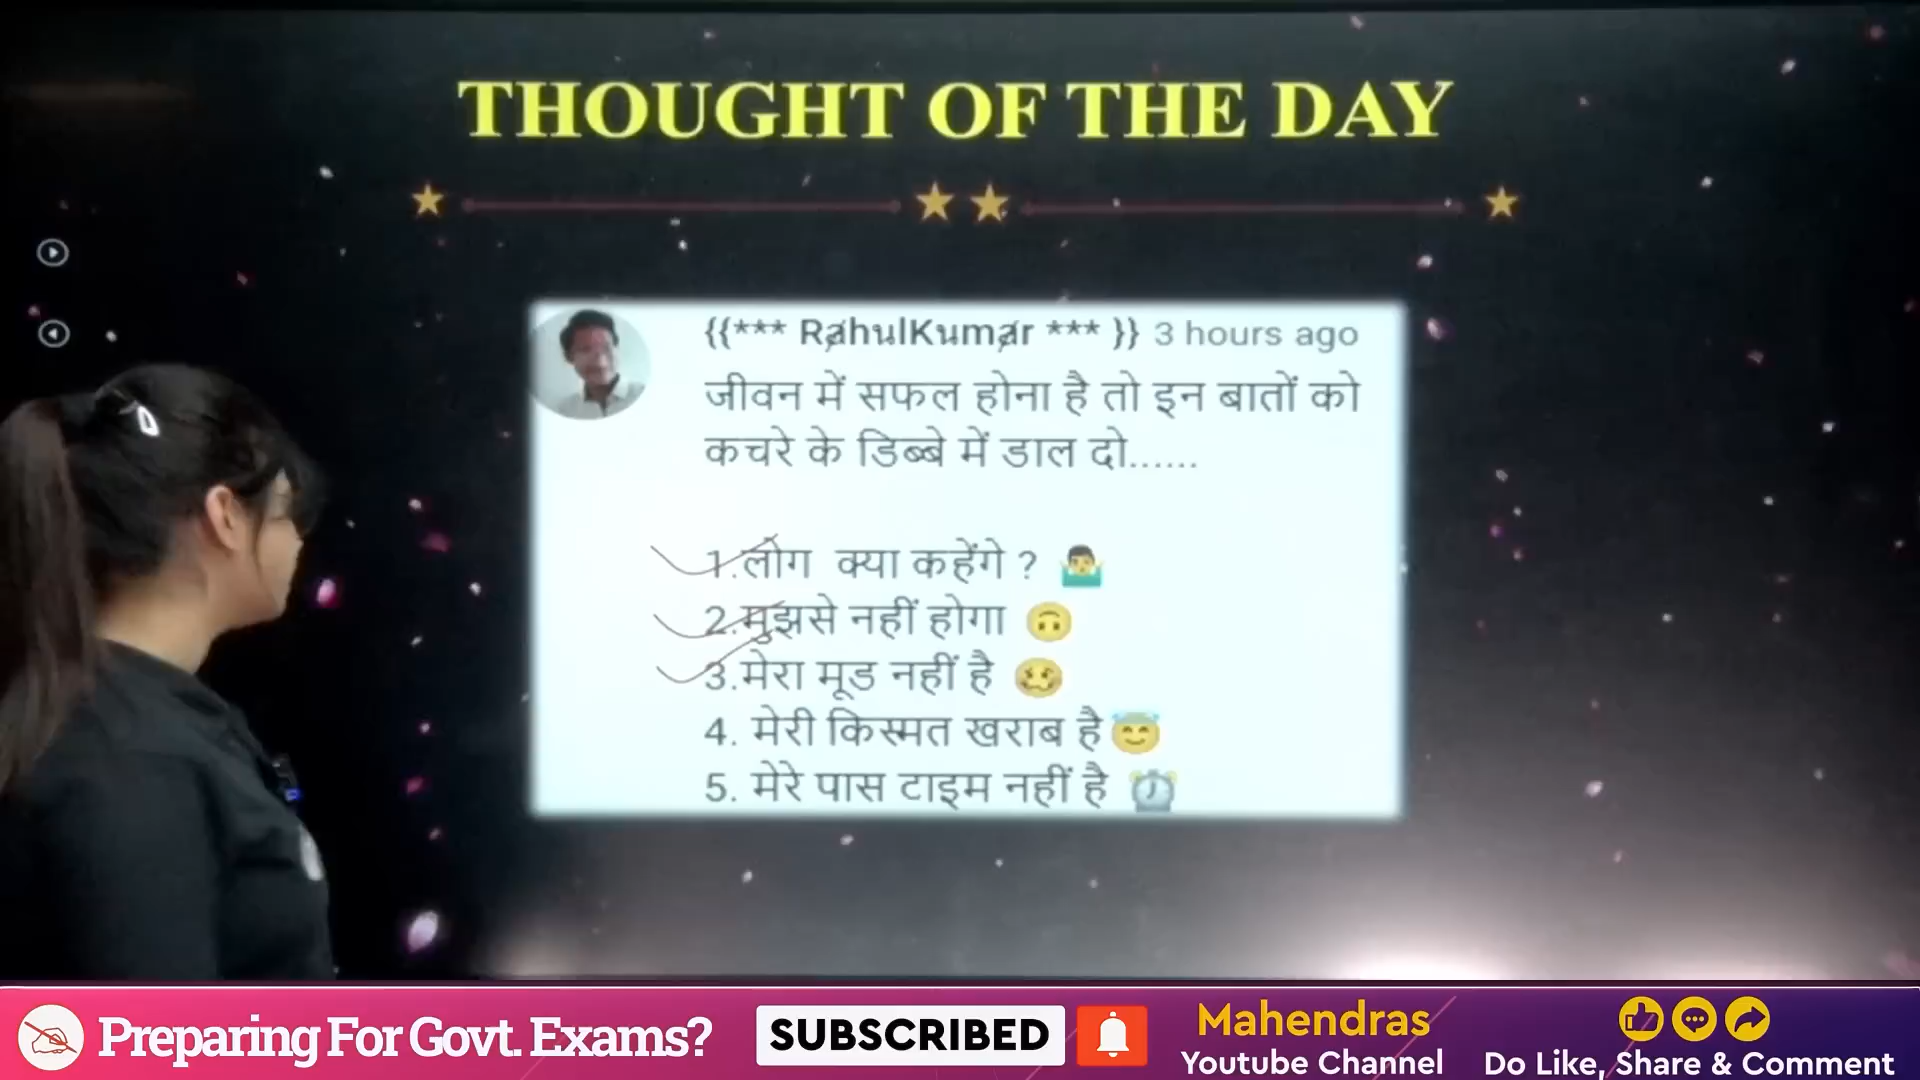 THOUGHT OF THE DAY
{{*** RahulKumar *** }} 3 hours ago
जीवन में सफल होना है तो इन बातों को
कचरे के डिब्बे में डाल दो......
1.लोग क्या कहेंगे ?
2.मुझसे नहीं होगा
3.मेरा मूड नहीं है
4. मेरी किस्मत खराब है
5. मेरे पास टाइम नहीं है
Preparing For Govt. Exams?
SUBSCRIBED
Mahendras
Youtube Channel
Do Like, Share & Comment